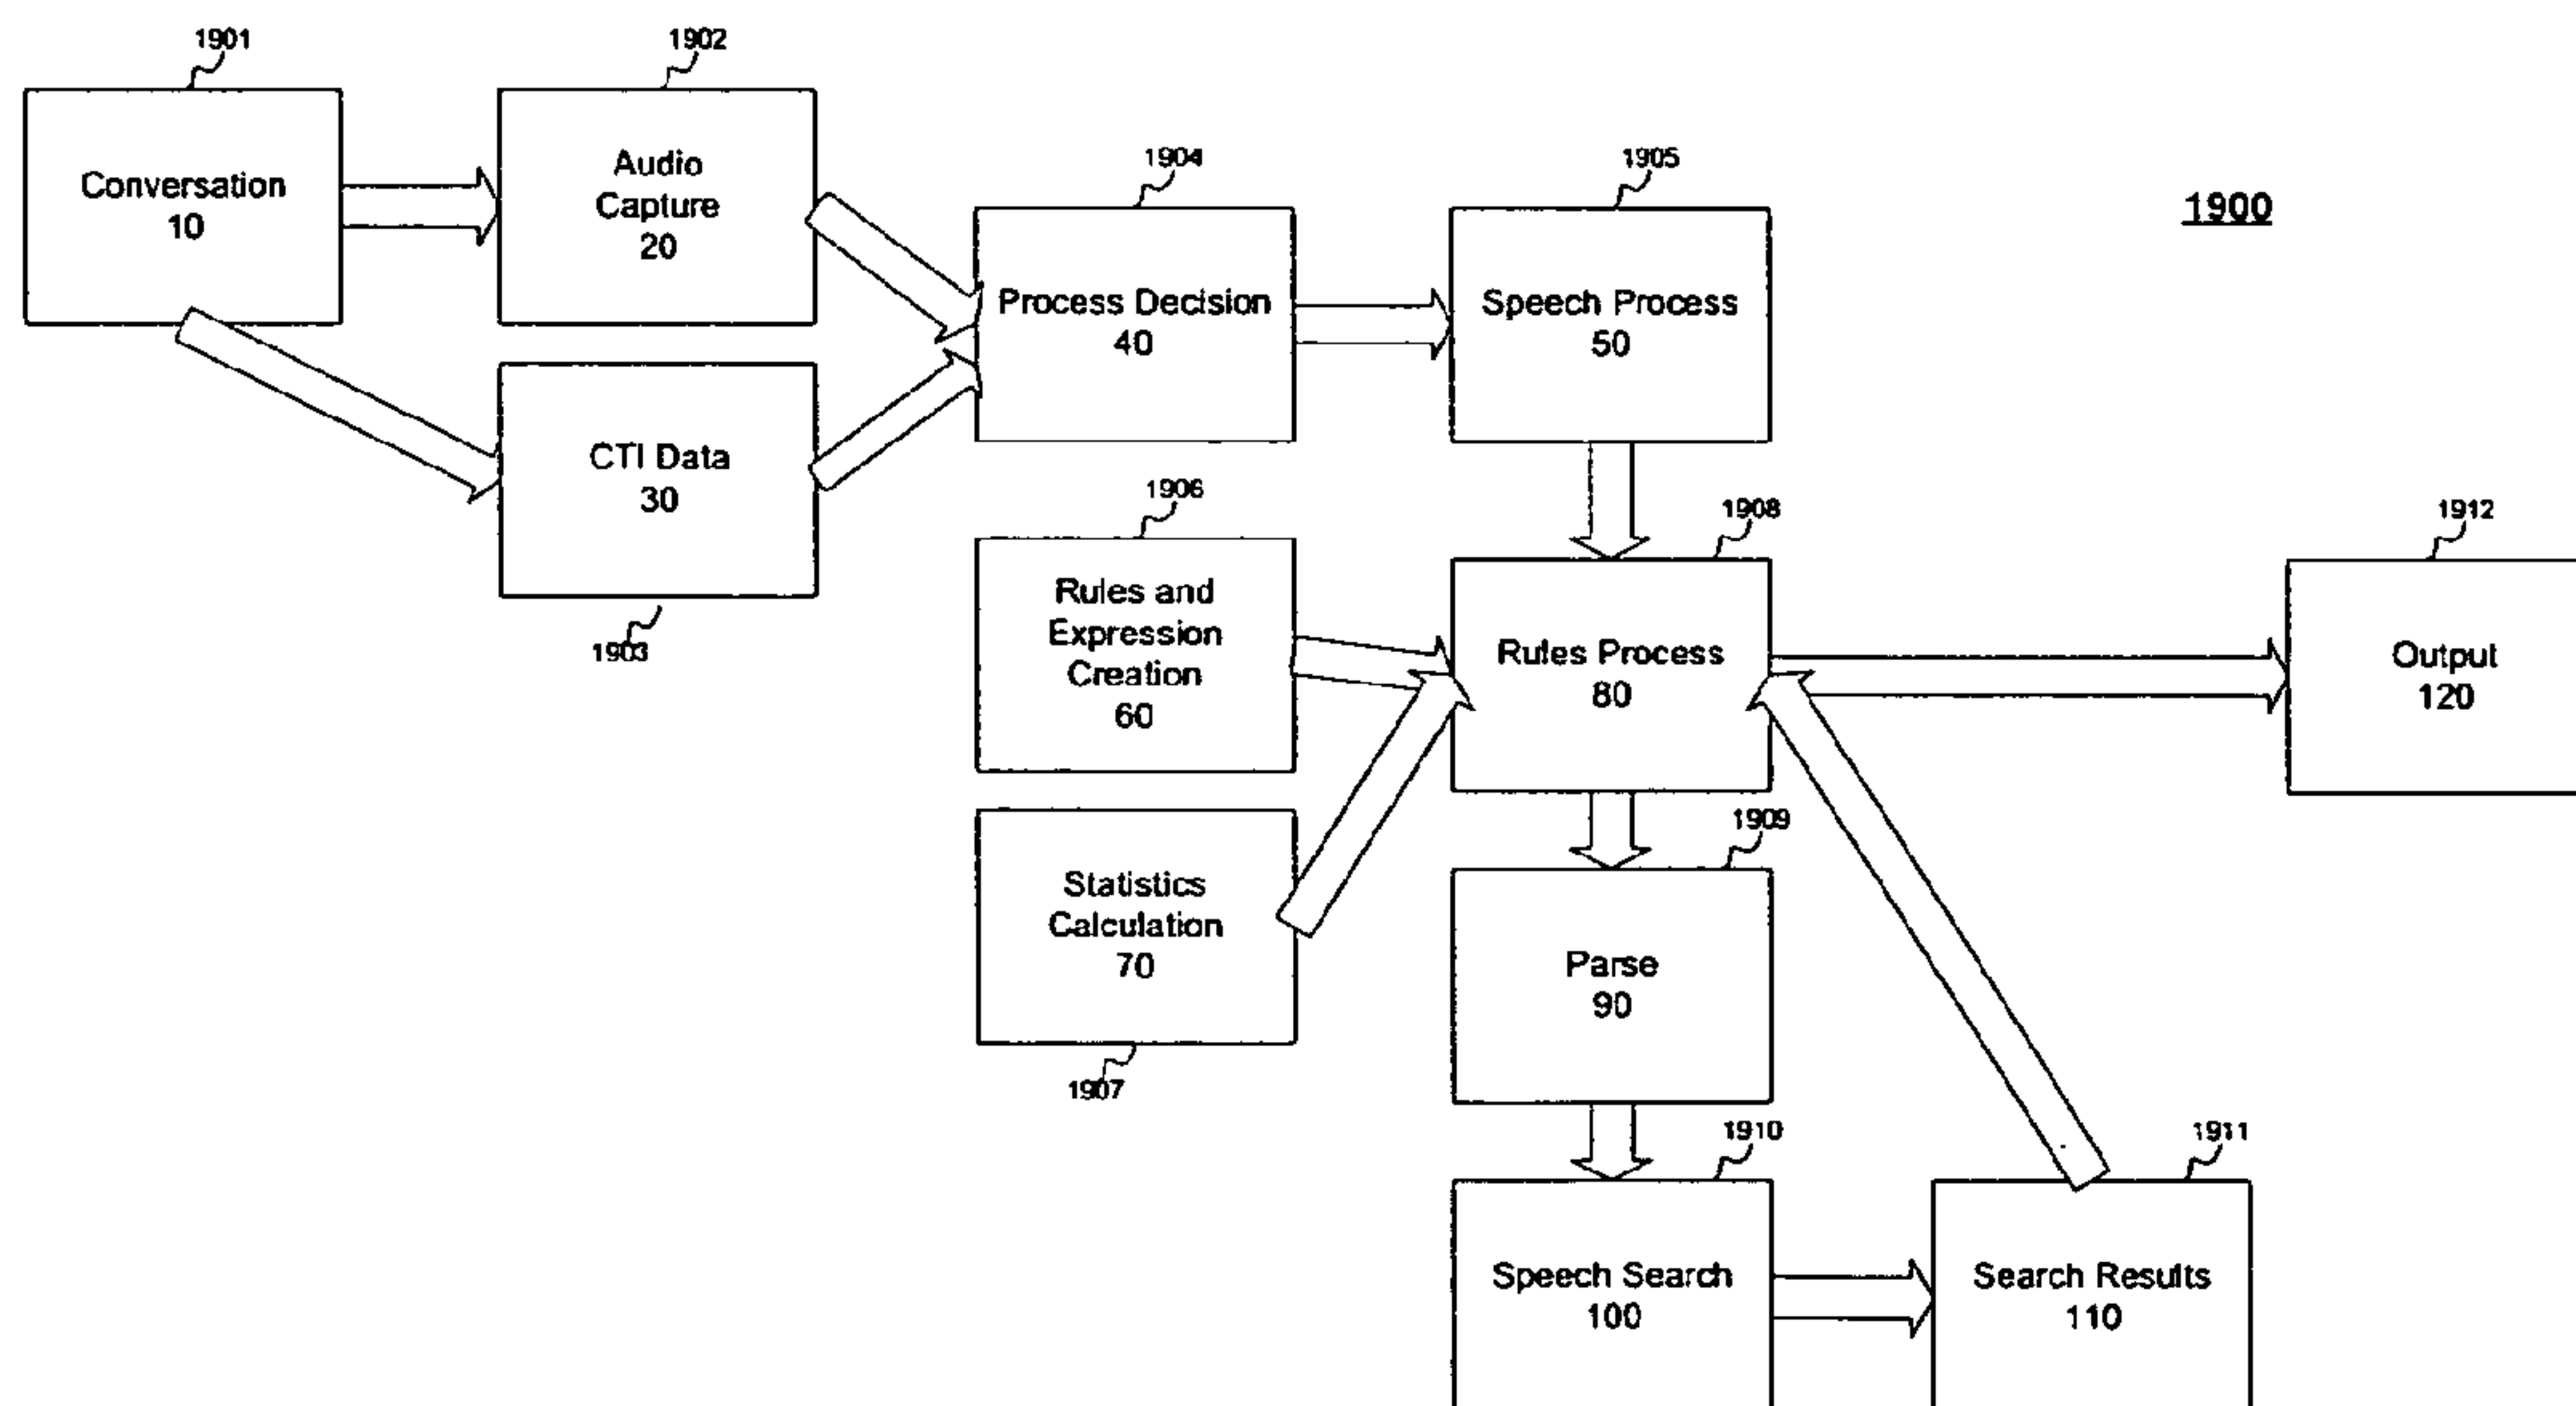 1901
Conversation
10
1902
Audio
Capture
20
CTI Data
30
1903
1904
Process Decision
40
1905
Speech Process
50
1900
1906
Rules and
Expression
Creation
60
Statistics
Calculation
70
1907
1908
Rules Process
80
1909
Parse
90
1910
Speech Search
100
1911
Search Results
110
1912
Output
120